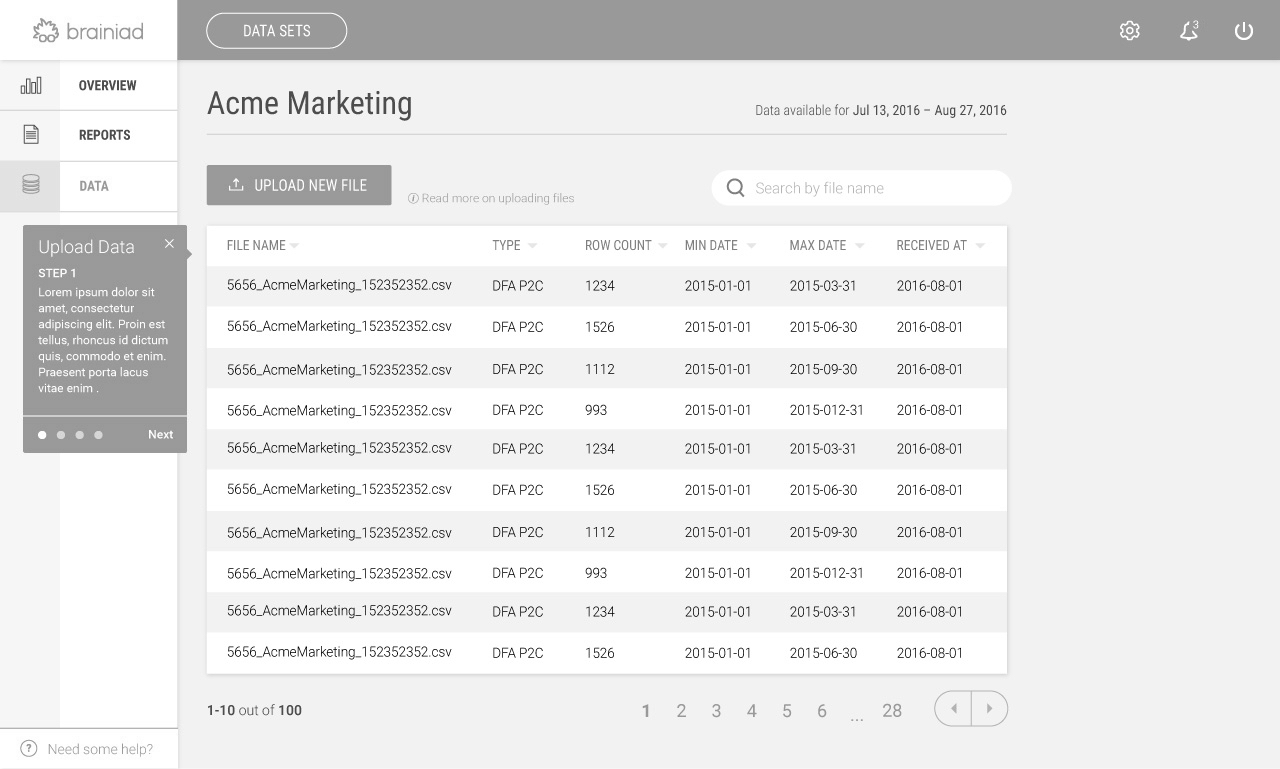 brainiad
DATA SETS
3
OVERVIEW
REPORTS
DATA
Upload Data
STEP 1
Lorem ipsum dolor sit
amet, consectetur
adipiscing elit. Proin est
tellus, rhoncus id dictum
quis, commodo et enim.
Praesent porta lacus
vitae enim .
Next
? Need some help?
Acme Marketing
Data available for Jul 13, 2016 – Aug 27, 2016
UPLOAD NEW FILE
Read more on uploading files
Search by file name
FILE NAME TYPE ROW COUNT MIN DATE MAX DATE RECEIVED AT
5656_AcmeMarketing_152352352.csv DFA P2C 1234 2015-01-01 2015-03-31 2016-08-01
5656_AcmeMarketing_152352352.csv DFA P2C 1526 2015-01-01 2015-06-30 2016-08-01
5656_AcmeMarketing_152352352.csv DFA P2C 1112 2015-01-01 2015-09-30 2016-08-01
5656_AcmeMarketing_152352352.csv DFA P2C 993 2015-01-01 2015-012-31 2016-08-01
5656_AcmeMarketing_152352352.csv DFA P2C 1234 2015-01-01 2015-03-31 2016-08-01
5656_AcmeMarketing_152352352.csv DFA P2C 1526 2015-01-01 2015-06-30 2016-08-01
5656_AcmeMarketing_152352352.csv DFA P2C 1112 2015-01-01 2015-09-30 2016-08-01
5656_AcmeMarketing_152352352.csv DFA P2C 993 2015-01-01 2015-012-31 2016-08-01
5656_AcmeMarketing_152352352.csv DFA P2C 1234 2015-01-01 2015-03-31 2016-08-01
5656_AcmeMarketing_152352352.csv DFA P2C 1526 2015-01-01 2015-06-30 2016-08-01
1-10 out of 100
1 2 3 4 5 6 ... 28